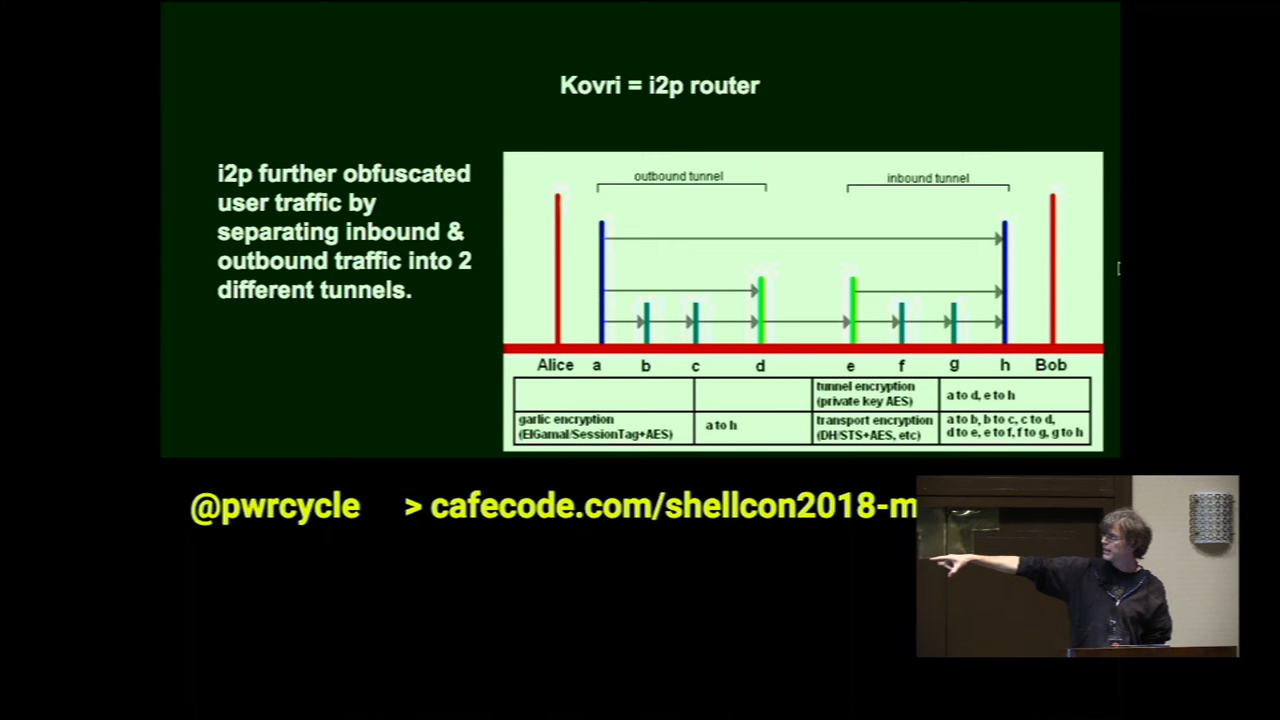 Kovri = i2p router
i2p further obfuscated
user traffic by
separating inbound &
outbound traffic into 2
different tunnels.
outbound tunnel
inbound tunnel
Alice a b c d e f g h Bob
tunnel encryption
(private key AES)
a to d, e to h
garlic encryption
(ElGamal/SessionTag+AES)
a to h
transport encryption
(DH/STS+AES, etc)
a to b, b to c, c to d,
d to e, e to f, f to g, g to h
@pwrcycle > cafecode.com/shellcon2018-m